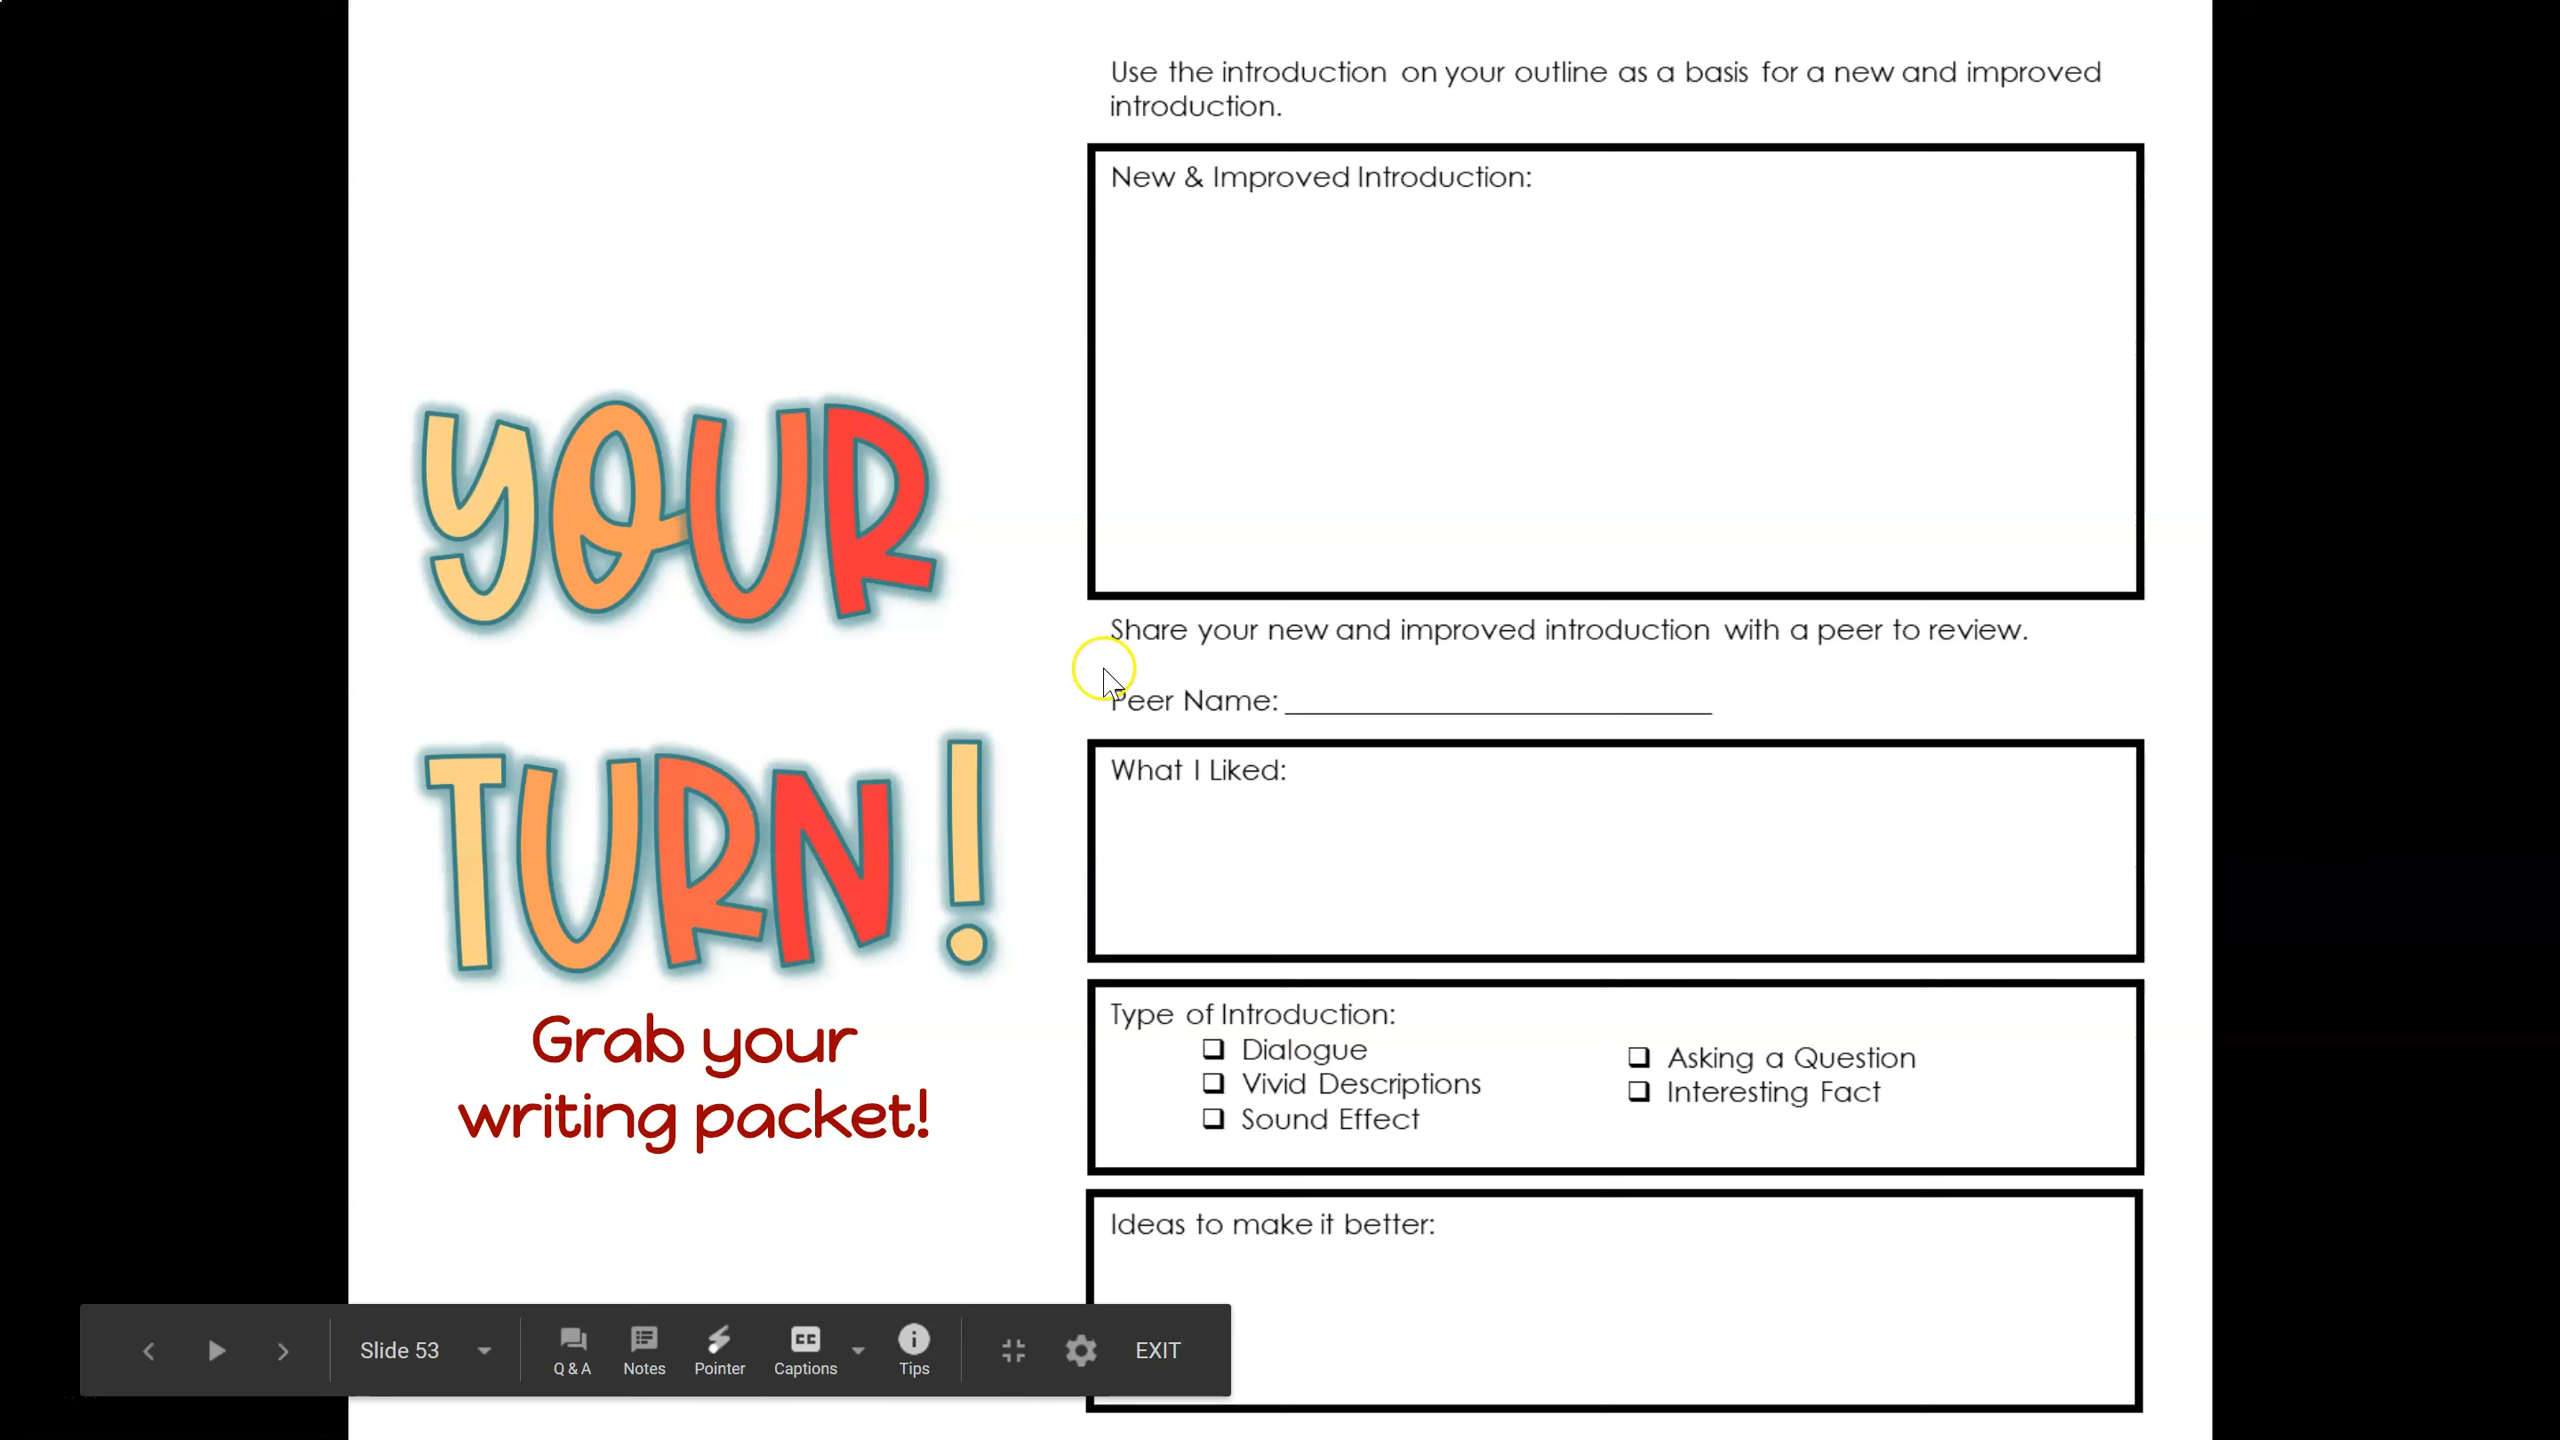 YOUR
TURN!
Grab your
writing packet!
Use the introduction on your outline as a basis for a new and improved
introduction.
New & Improved Introduction:
Share your new and improved introduction with a peer to review.
Peer Name: ______________________________
What I Liked:
Type of Introduction:
❏ Dialogue
❏ Vivid Descriptions
❏ Sound Effect
❏ Asking a Question
❏ Interesting Fact
Ideas to make it better:
Slide 53
Q & A
Notes
Pointer
CC
Captions
Tips
EXIT